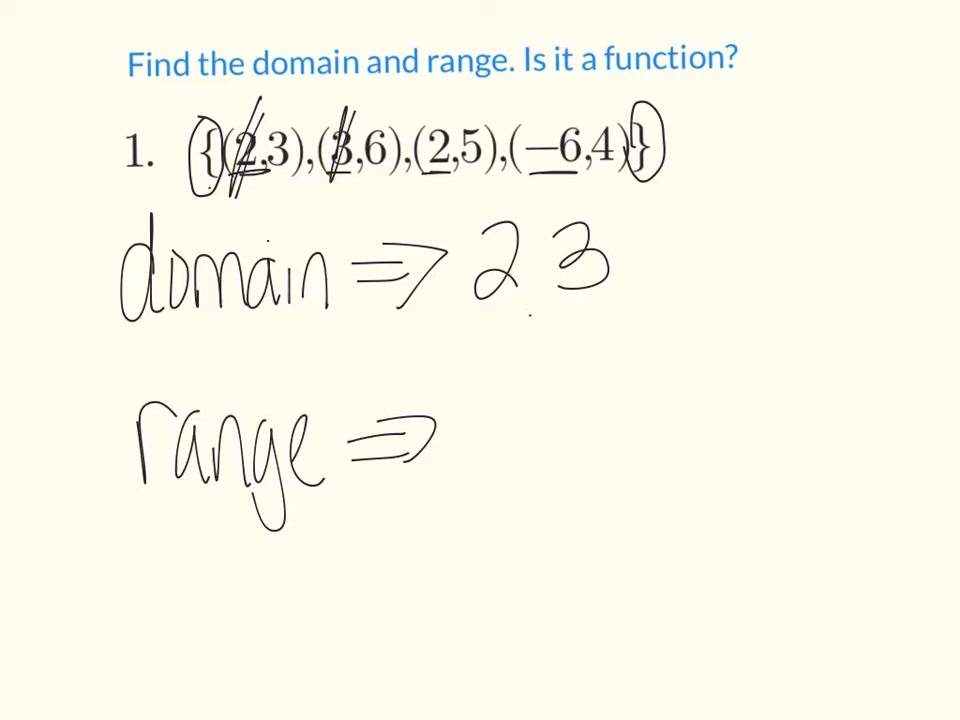 Find the domain and range. Is it a function?
1. {(2,3),(3,6),(2,5),(−6,4)}
domain ⇒ 2 3
range ⇒